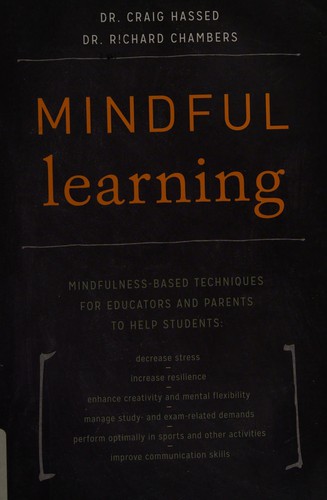 DR. CRAIG HASSED
DR. RICHARD CHAMBERS
MINDFUL
learning
MINDFULNESS-BASED TECHNIQUES
FOR EDUCATORS AND PARENTS
TO HELP STUDENTS:
decrease stress
increase resilience
enhance creativity and mental flexibility
manage study- and exam-related demands
perform optimally in sports and other activities
improve communication skills